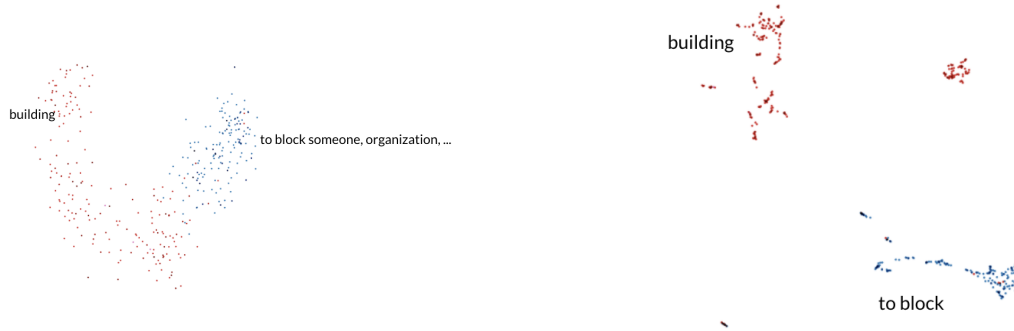 building
to block someone, organization, ...
building
to block